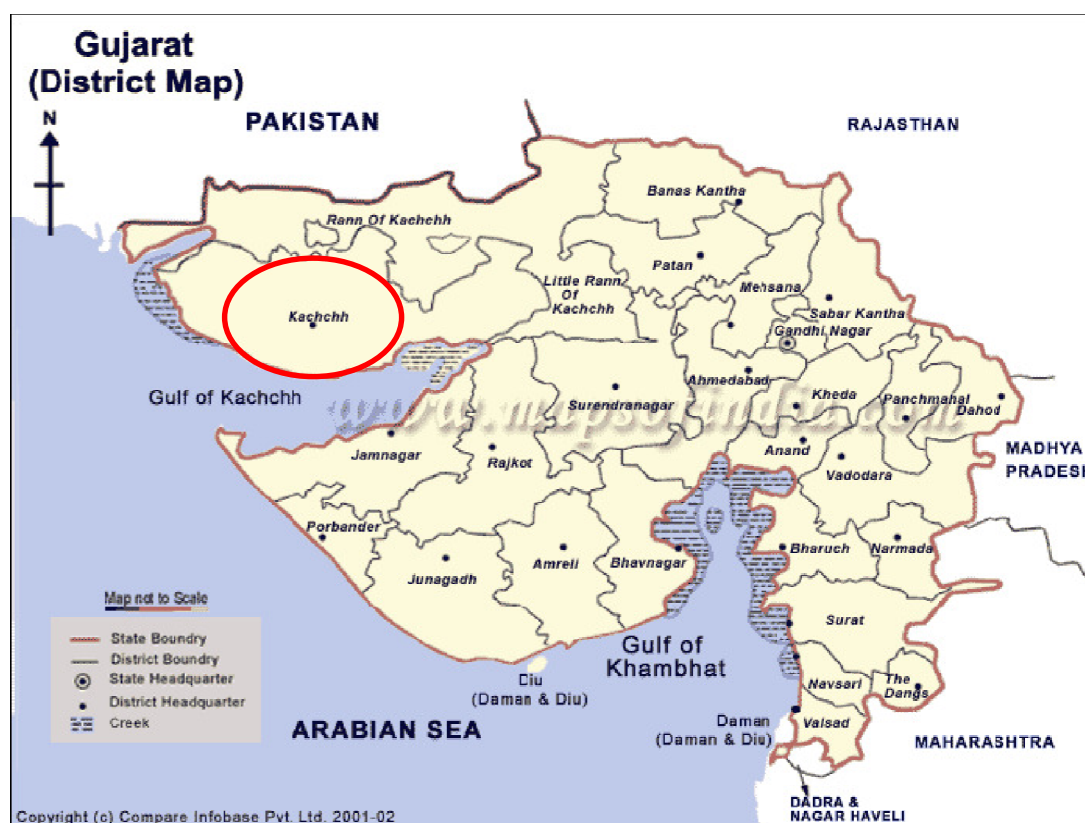 Gujarat
(District Map)
N
PAKISTAN
RAJASTHAN
Banas Kantha
Rann Of Kachchh
Patan
Mehsana
Little Rann
Of
Kachchh
Sabar Kantha
Gandhi Nagar
Kachchh
Ahmedabad
Gulf of Kachchh
www.mapsofindia.com
Surendranagar
Kheda
Panchmahal
Dahod
Jamnagar
Rajkot
Anand
Vadodara
MADHYA
PRADESH
Porbander
Junagadh
Amreli
Bhavnagar
Bharuch
Narmada
Map not to Scale
State Boundry
District Boundry
State Headquarter
District Headquarter
Creek
Surat
Gulf of
Khambhat
Diu
(Daman & Diu)
Navsari
The
Dangs
ARABIAN SEA
Daman
(Daman & Diu)
Valsad
MAHARASHTRA
DADRA &
NAGAR HAVELI
Copyright (c) Compare Infobase Pvt. Ltd. 2001-02